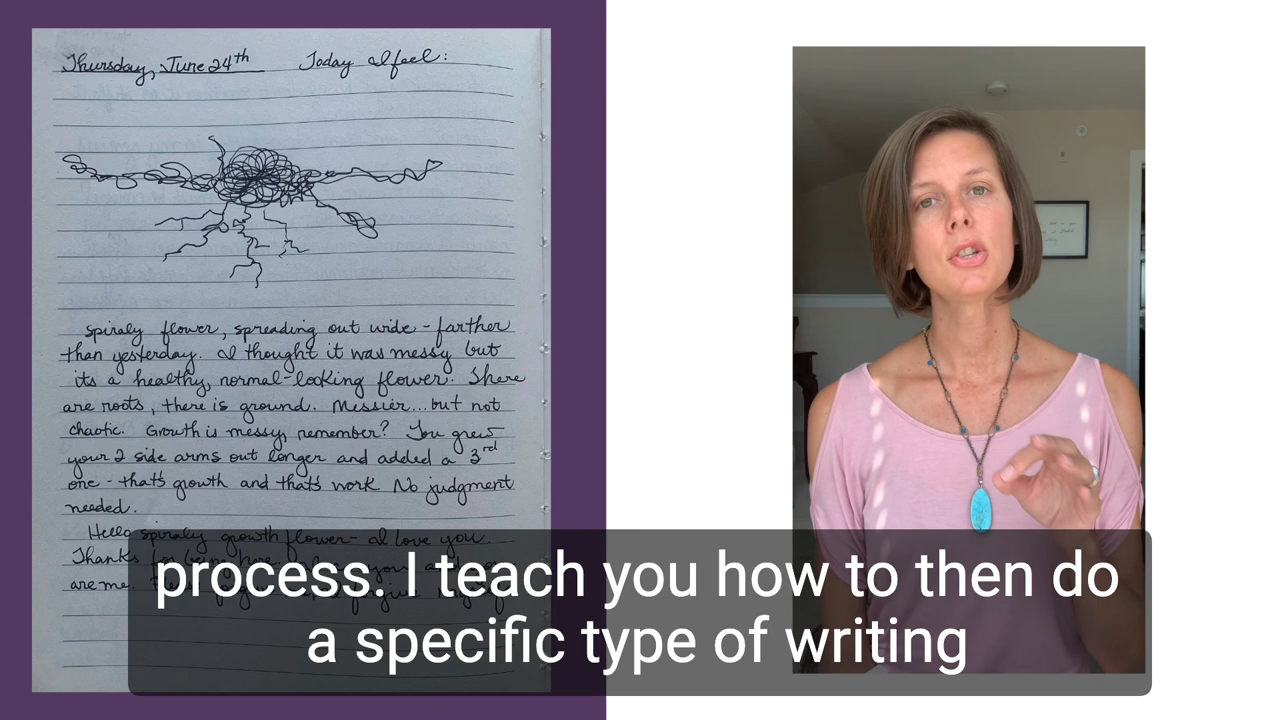 Thursday, June 24th Today I feel:
spiraly flower, spreading out wide - farther
than yesterday. I thought it was messy but
its a healthy, normal-looking flower. There
are roots, there is ground. Messier... but not
chaotic. Growth is messy, remember? You grew
your 2 side arms out longer and added a 3rd
one - that's growth and that's work. No judgment
needed.
Hello spiraly growth flower - I love you.
Thanks for being here.
are me.
process. I teach you how to then do
a specific type of writing